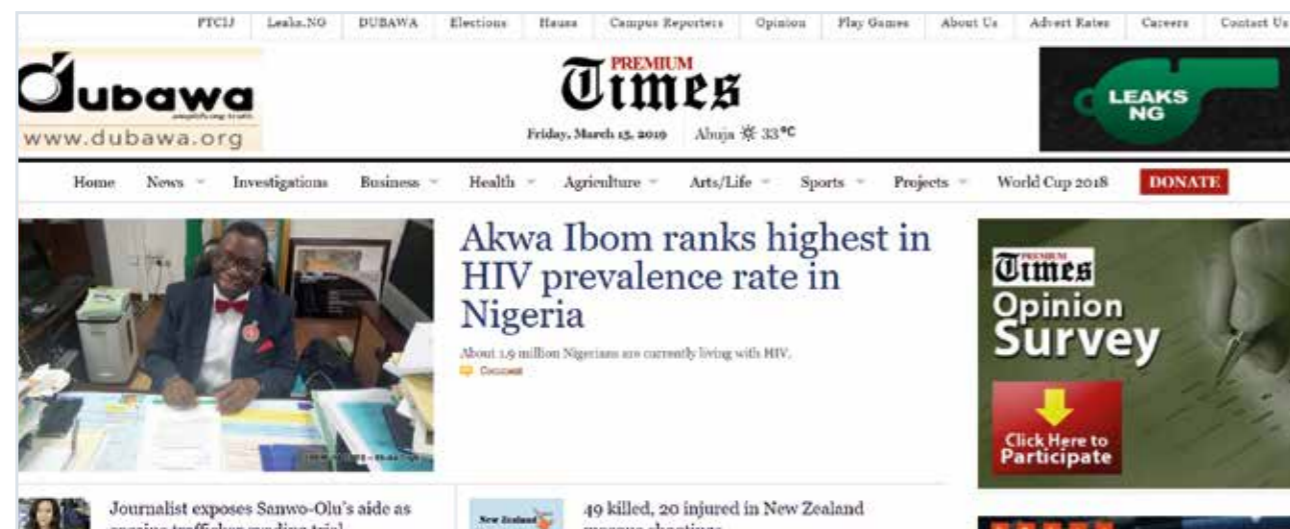 PTCIJ Leaks.NG DUBAWA Elections Hausa Campus Reporters Opinion Play Games About Us Advert Rates Careers Contact Us
dubawa
www.dubawa.org
PREMIUM
Times
Friday, March 15, 2019 Abuja 33°C
LEAKS
NG
Home News Investigations Business Health Agriculture Arts/Life Sports Projects World Cup 2018 DONATE
Akwa Ibom ranks highest in
HIV prevalence rate in
Nigeria
About 1.9 million Nigerians are currently living with HIV.
Comment
PREMIUM
Times
Opinion
Survey
Click Here to
Participate
Journalist exposes Sanwo-Olu's aide as
49 killed, 20 injured in New Zealand
New Zealand